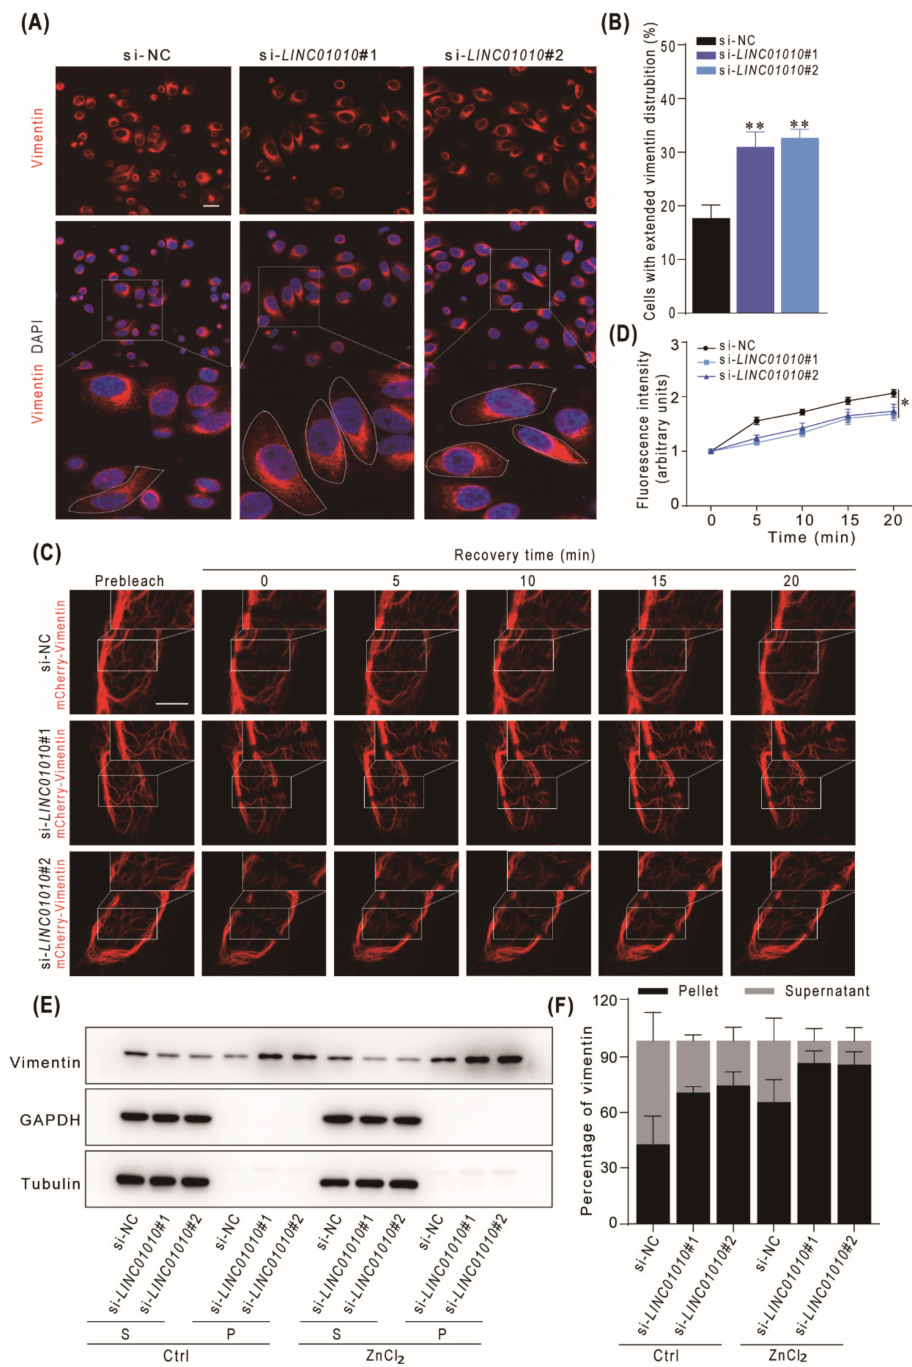 (A)
si-NC si-LINC01010#1 si-LINC01010#2
Vimentin
Vimentin DAPI
(B)
si-NC
si-LINC01010#1
si-LINC01010#2
Cells with extended vimentin distrubition (%)
50
40
30
20
10
0
** **
(D)
si-NC
si-LINC01010#1
si-LINC01010#2
Fluorescence intensity
(arbitrary units)
3
2
1
0
*
0 5 10 15 20
Time (min)
(C)
Recovery time (min)
Prebleach 0 5 10 15 20
si-NC
mCherry-Vimentin
si-LINC01010#1
mCherry-Vimentin
si-LINC01010#2
mCherry-Vimentin
(E)
Vimentin
GAPDH
Tubulin
si-NC si-LINC01010#1 si-LINC01010#2 si-NC si-LINC01010#1 si-LINC01010#2 si-NC si-LINC01010#1 si-LINC01010#2 si-NC si-LINC01010#1 si-LINC01010#2
S P S P
Ctrl ZnCl₂
(F)
Pellet Supernatant
Percentage of vimentin
120
90
60
30
0
si-NC si-LINC01010#1 si-LINC01010#2 si-NC si-LINC01010#1 si-LINC01010#2
Ctrl ZnCl₂